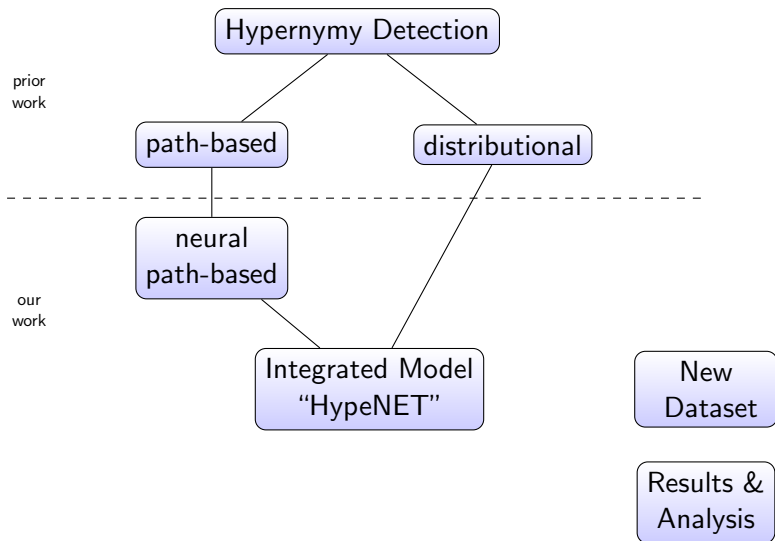 Hypernymy Detection
prior
work
path-based
distributional
neural
path-based
our
work
Integrated Model
“HypeNET”
New
Dataset
Results &
Analysis